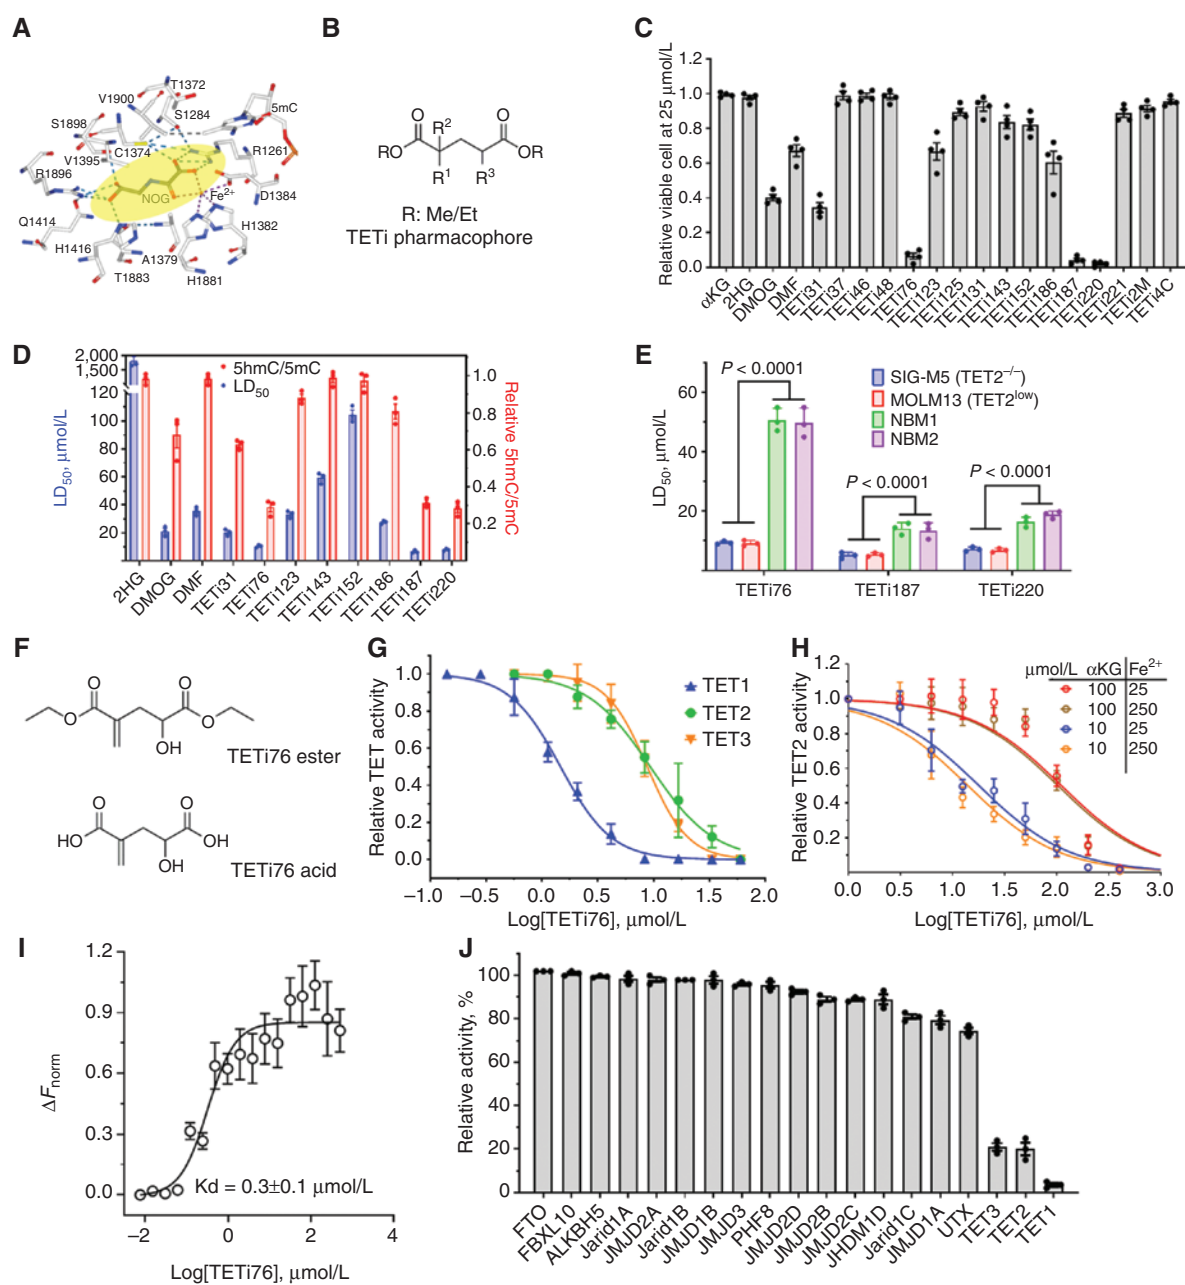 A
T1372
V1900
S1284
5mC
S1898
C1374
V1395
R1261
R1896
NOG
Fe2+
D1384
Q1414
H1382
H1416
A1379
T1883
H1881
B
RO
O
R2
O
OR
R1
R3
R: Me/Et
TETi pharmacophore
C
Relative viable cell at 25 μmol/L
1.2
1.0
0.8
0.6
0.4
0.2
0.0
αKG
2HG
DMOG
DMF
TETi31
TETi37
TETi46
TETi48
TETi76
TETi123
TETi125
TETi131
TETi143
TETi152
TETi186
TETi187
TETi220
TETi221
TETi2M
TETi4C
D
LD50, μmol/L
2,000
1,500
120
100
80
60
40
20
5hmC/5mC
LD50
1.0
0.8
0.6
0.4
0.2
Relative 5hmC/5mC
2HG
DMOG
DMF
TETi31
TETi76
TETi123
TETi143
TETi152
TETi186
TETi187
TETi220
E
LD50, μmol/L
60
40
20
P < 0.0001
P < 0.0001
P < 0.0001
SIG-M5 (TET2−/−)
MOLM13 (TET2low)
NBM1
NBM2
TETi76
TETi187
TETi220
F
O
O
O
O
OH
TETi76 ester
O
O
HO
OH
OH
TETi76 acid
G
Relative TET activity
1.0
0.8
0.6
0.4
0.2
0.0
TET1
TET2
TET3
−1.0
−0.5
0.0
0.5
1.0
1.5
2.0
Log[TETi76], μmol/L
H
Relative TET2 activity
1.2
1.0
0.8
0.6
0.4
0.2
μmol/L αKG Fe2+
100 25
100 250
10 25
10 250
0.0
0.5
1.0
1.5
2.0
2.5
3.0
Log[TETi76], μmol/L
I
ΔFnorm
1.2
0.9
0.6
0.3
0.0
Kd = 0.3±0.1 μmol/L
−2
0
2
4
Log[TETi76], μmol/L
J
Relative activity, %
100
80
60
40
20
0
FTO
FBXL10
ALKBH5
Jarid1A
JMJD2A
Jarid1B
JMJD1B
JMJD3
PHF8
JMJD2D
JMJD2B
JMJD2C
JHDM1D
Jarid1C
JMJD1A
UTX
TET3
TET2
TET1